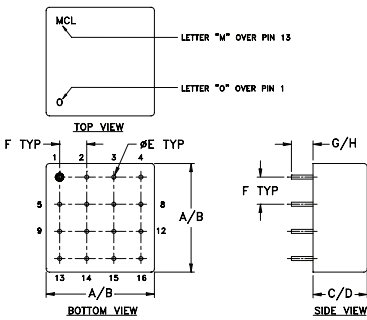 MCL
LETTER "M" OVER PIN 13
O
LETTER "O" OVER PIN 1
TOP VIEW
F TYP
øE TYP
G/H
1 2 3 4
F TYP
5 8
A/B
9 12
13 14 15 16
A/B
C/D
BOTTOM VIEW
SIDE VIEW